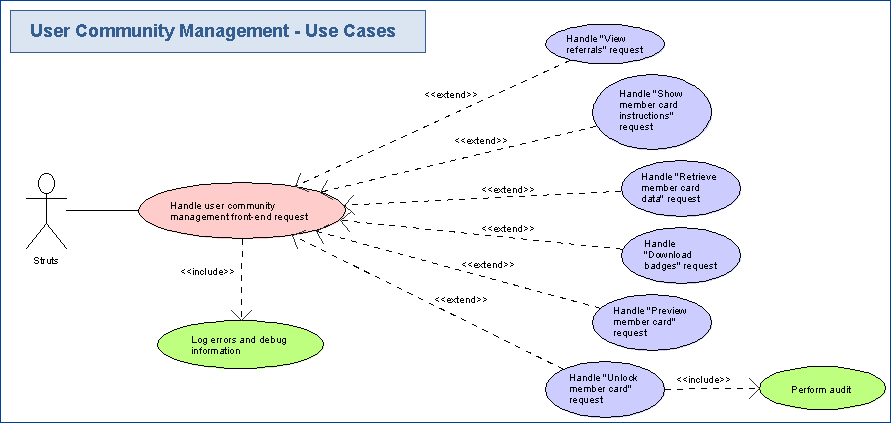 User Community Management - Use Cases
Handle "View
referrals" request
<<extend>>
Handle "Show
member card
instructions"
request
<<extend>>
Handle "Retrieve
member card
data" request
<<extend>>
Handle user community
management front-end request
Struts
<<extend>>
Handle
"Download
badges" request
<<include>>
<<extend>>
<<extend>>
Handle "Preview
member card"
request
Log errors and debug
information
Handle "Unlock
member card"
request
<<include>>
Perform audit